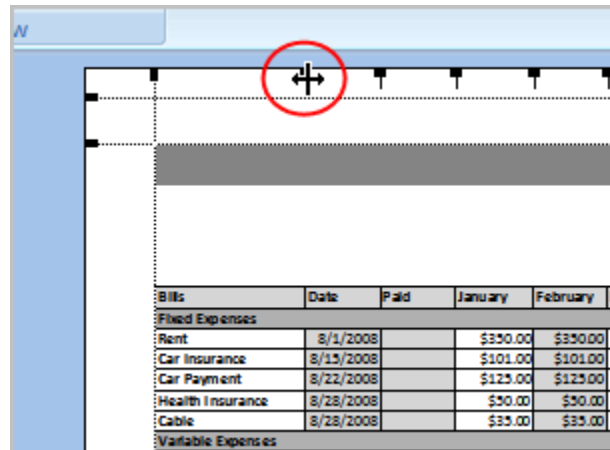 Bills Date Paid January February
Fixed Expenses
Rent 8/1/2008 $350.00 $350.00
Car Insurance 8/15/2008 $101.00 $101.00
Car Payment 8/22/2008 $125.00 $125.00
Health Insurance 8/28/2008 $50.00 $50.00
Cable 8/28/2008 $35.00 $35.00
Variable Expenses